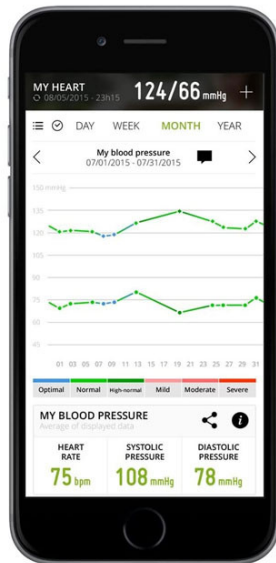 MY HEART
08/05/2015 - 23h15
124/66 mmHg +
DAY WEEK MONTH YEAR
My blood pressure
07/01/2015 - 07/31/2015
150 mmHg
135
120
105
90
75
60
45
01 03 05 07 09 11 13 15 17 19 21 23 25 27 29 31
Optimal Normal High-normal Mild Moderate Severe
MY BLOOD PRESSURE
Average of displayed data
HEART RATE
75 bpm
SYSTOLIC PRESSURE
108 mmHg
DIASTOLIC PRESSURE
78 mmHg